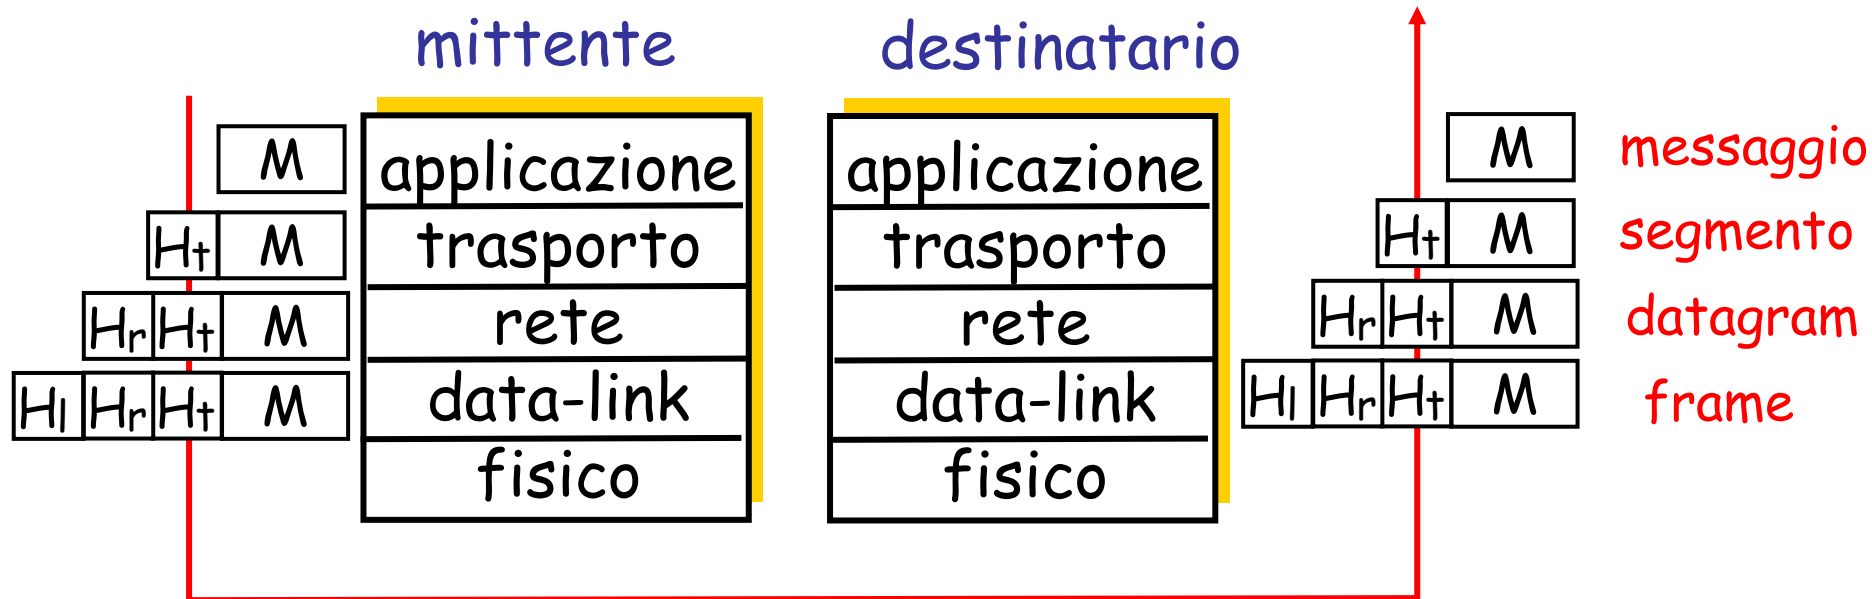 mittente destinatario
M applicazione applicazione M messaggio
Ht M trasporto trasporto Ht M segmento
Hr Ht M rete rete Hr Ht M datagram
Hl Hr Ht M data-link data-link Hl Hr Ht M frame
fisico fisico